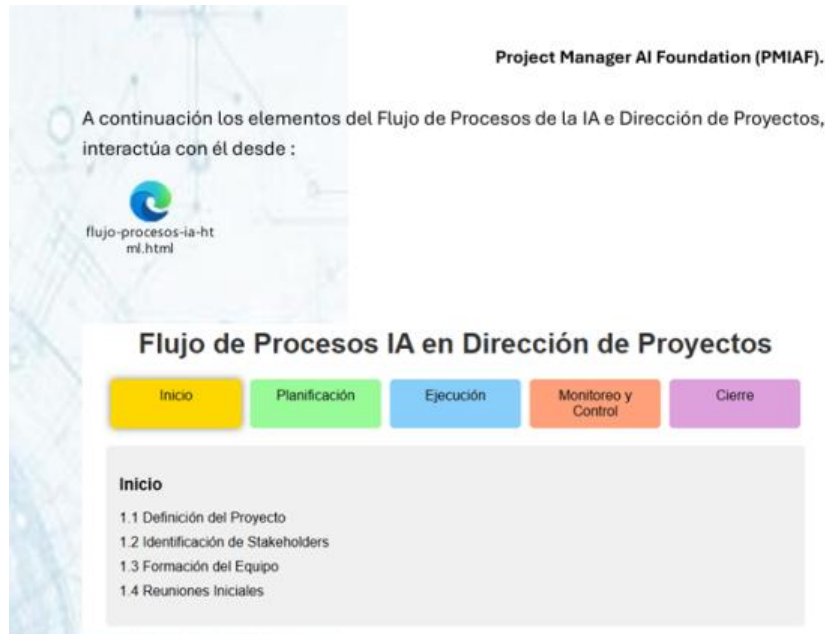 Project Manager AI Foundation (PMIAF).
A continuación los elementos del Flujo de Procesos de la IA e Dirección de Proyectos,
interactúa con él desde :
flujo-procesos-ia-ht
ml.html
Flujo de Procesos IA en Dirección de Proyectos
Inicio
Planificación
Ejecución
Monitoreo y
Control
Cierre
Inicio
1.1 Definición del Proyecto
1.2 Identificación de Stakeholders
1.3 Formación del Equipo
1.4 Reuniones Iniciales